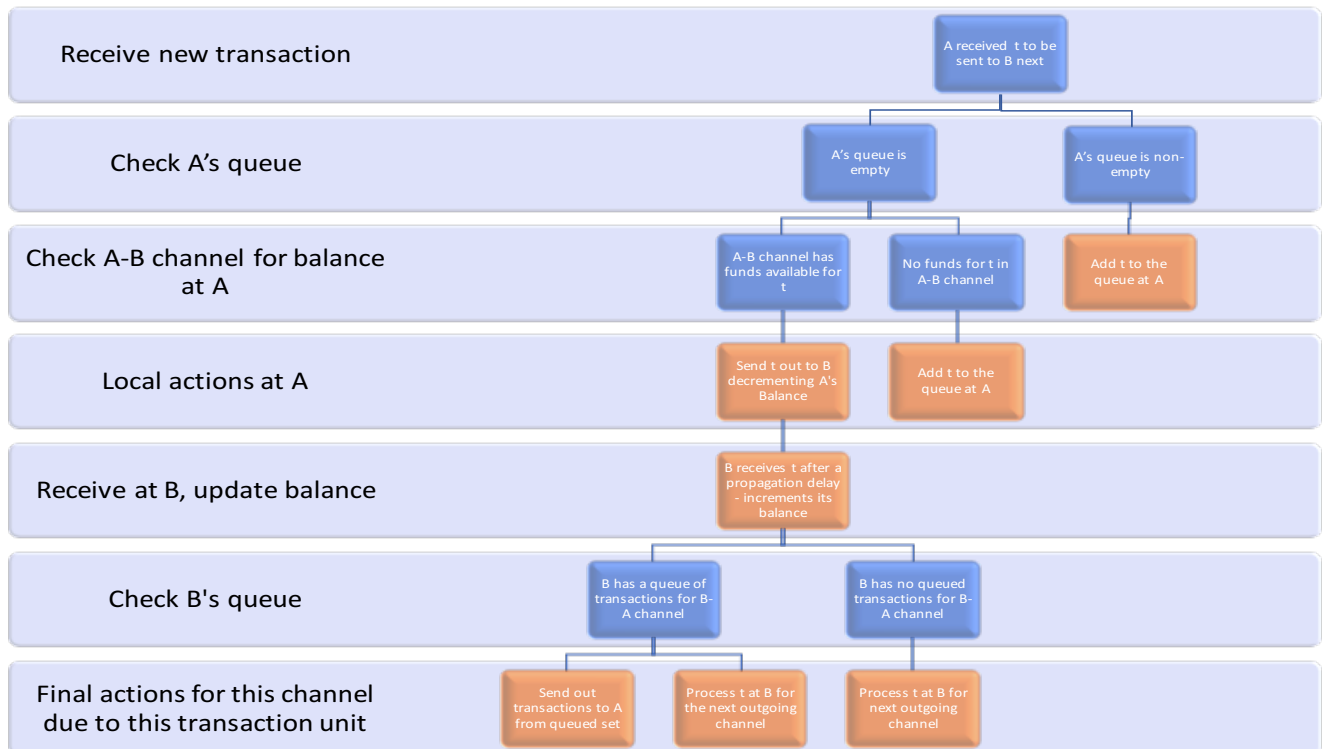 Receive new transaction
A received t to be
sent to B next
Check A's queue
A's queue is
empty
A's queue is non-
empty
Check A-B channel for balance
at A
A-B channel has
funds available for
t
No funds for t in
A-B channel
Add t to the
queue at A
Local actions at A
Send t out to B
decrementing A's
Balance
Add t to the
queue at A
Receive at B, update balance
B receives t after a
propagation delay
- increments its
balance
Check B's queue
B has a queue of
transactions for B-
A channel
B has no queued
transactions for B-
A channel
Final actions for this channel
due to this transaction unit
Send out
transactions to A
from queued set
Process t at B for
the next outgoing
channel
Process t at B for
next outgoing
channel